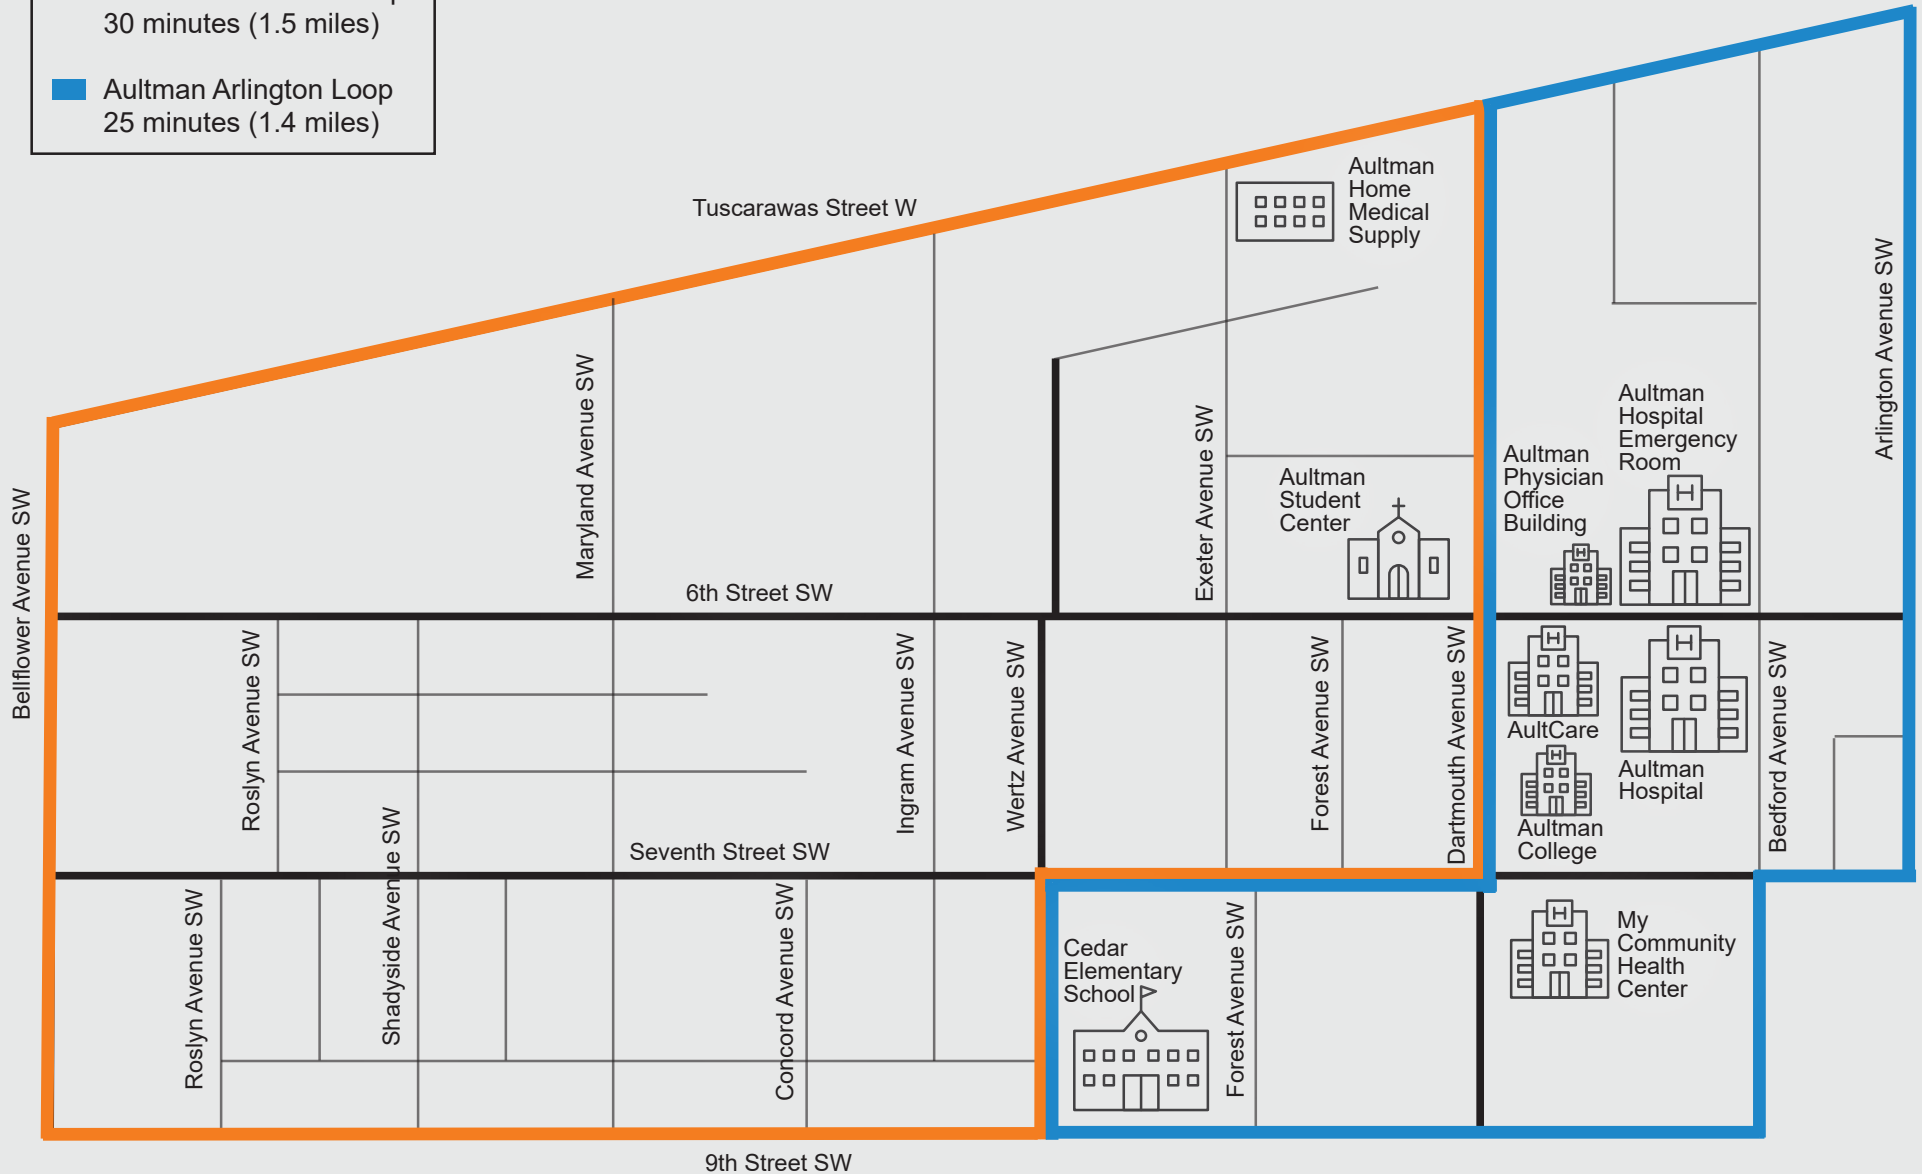 30 minutes (1.5 miles)
Aultman Arlington Loop
25 minutes (1.4 miles)
Tuscarawas Street W
Aultman
Home
Medical
Supply
Arlington Avenue SW
Maryland Avenue SW
Exeter Avenue SW
Aultman
Hospital
Emergency
Room
Aultman
Physician
Office
Building
Aultman
Student
Center
H
H
Bellflower Avenue SW
6th Street SW
Roslyn Avenue SW
Ingram Avenue SW
Wertz Avenue SW
Forest Avenue SW
Dartmouth Avenue SW
H
AultCare
H
Aultman
Hospital
H
Aultman
College
Bedford Avenue SW
Shadyside Avenue SW
Seventh Street SW
Roslyn Avenue SW
Concord Avenue SW
Cedar
Elementary
School
Forest Avenue SW
H
My
Community
Health
Center
9th Street SW